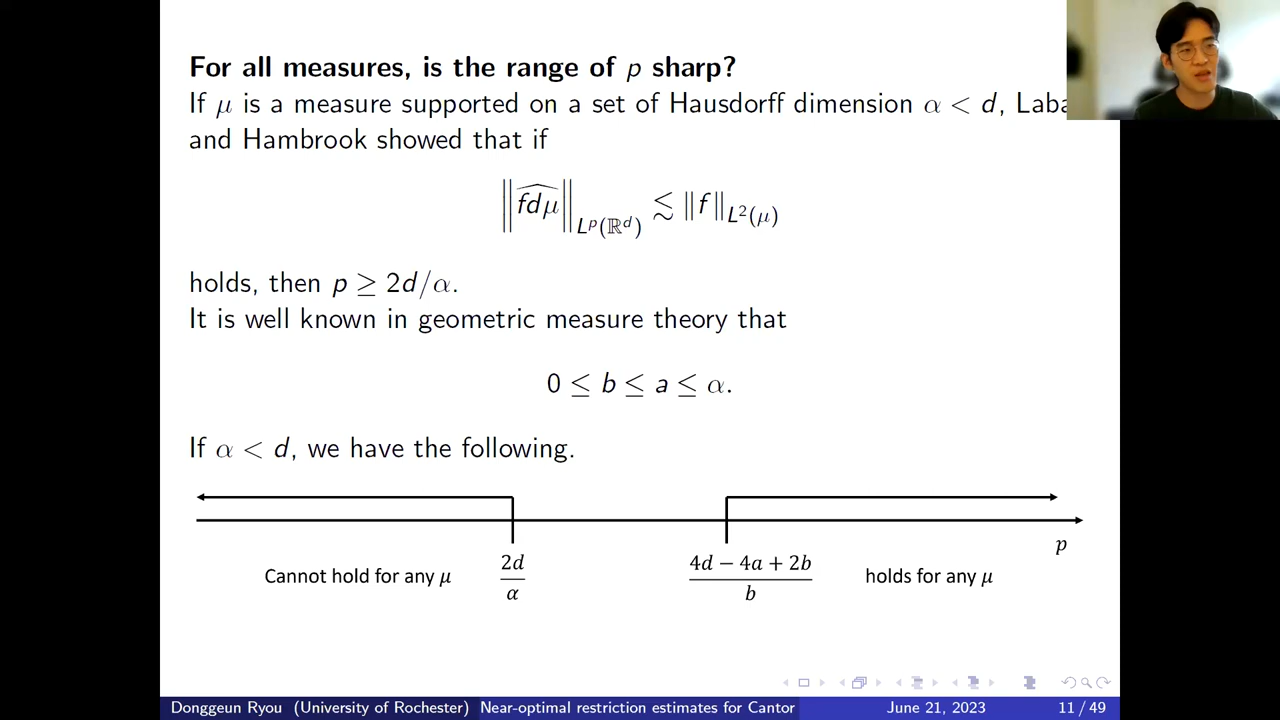 For all measures, is the range of p sharp?
If μ is a measure supported on a set of Hausdorff dimension α < d,
and Hambrook showed that if
‖f̂dμ‖_{L^p(ℝ^d)} ≲ ‖f‖_{L^2(μ)}
holds, then p ≥ 2d/α.
It is well known in geometric measure theory that
0 ≤ b ≤ a ≤ α.
If α < d, we have the following.
p
Cannot hold for any μ
2d
α
4d − 4a + 2b
b
holds for any μ
Donggeun Ryou (University of Rochester) Near-optimal restriction estimates for Cantor June 21, 2023 11 / 49